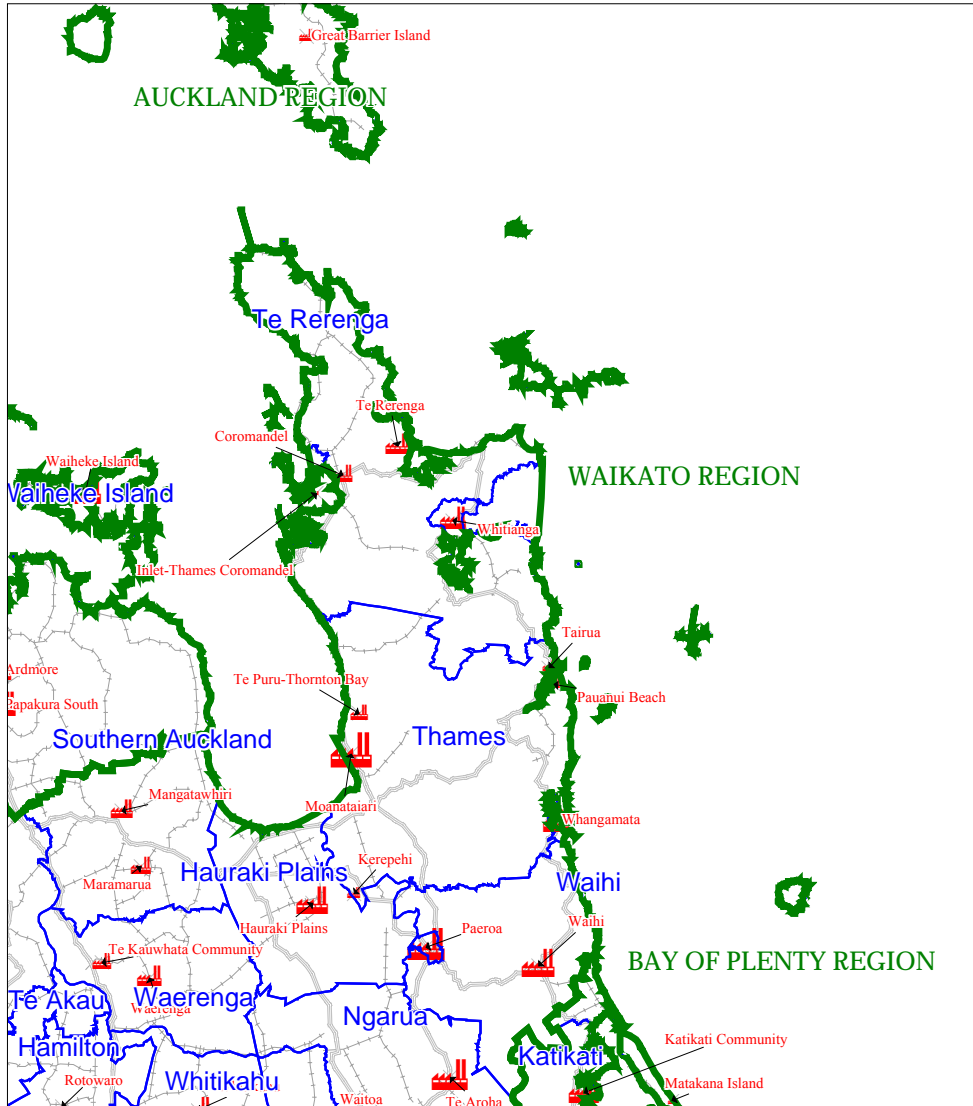 Great Barrier Island
AUCKLAND REGION
Te Rerenga
Te Rerenga
Coromandel
Waiheke Island
WAIKATO REGION
Waiheke Island
Whitianga
Inlet-Thames Coromandel
Tairua
Ardmore
Te Puru-Thornton Bay
Pauanui Beach
Papakura South
Southern Auckland
Thames
Mangatawhiri
Moanataiari
Whangamata
Kerepehi
Hauraki Plains
Maramarua
Waihi
Hauraki Plains
Paeroa
Waihi
Te Kauwhata Community
BAY OF PLENTY REGION
Te Akau
Waerenga
Waerenga
Ngarua
Hamilton
Katikati
Katikati Community
Rotowaro
Whitikahu
Matakana Island
Waitoa
Te Aroha